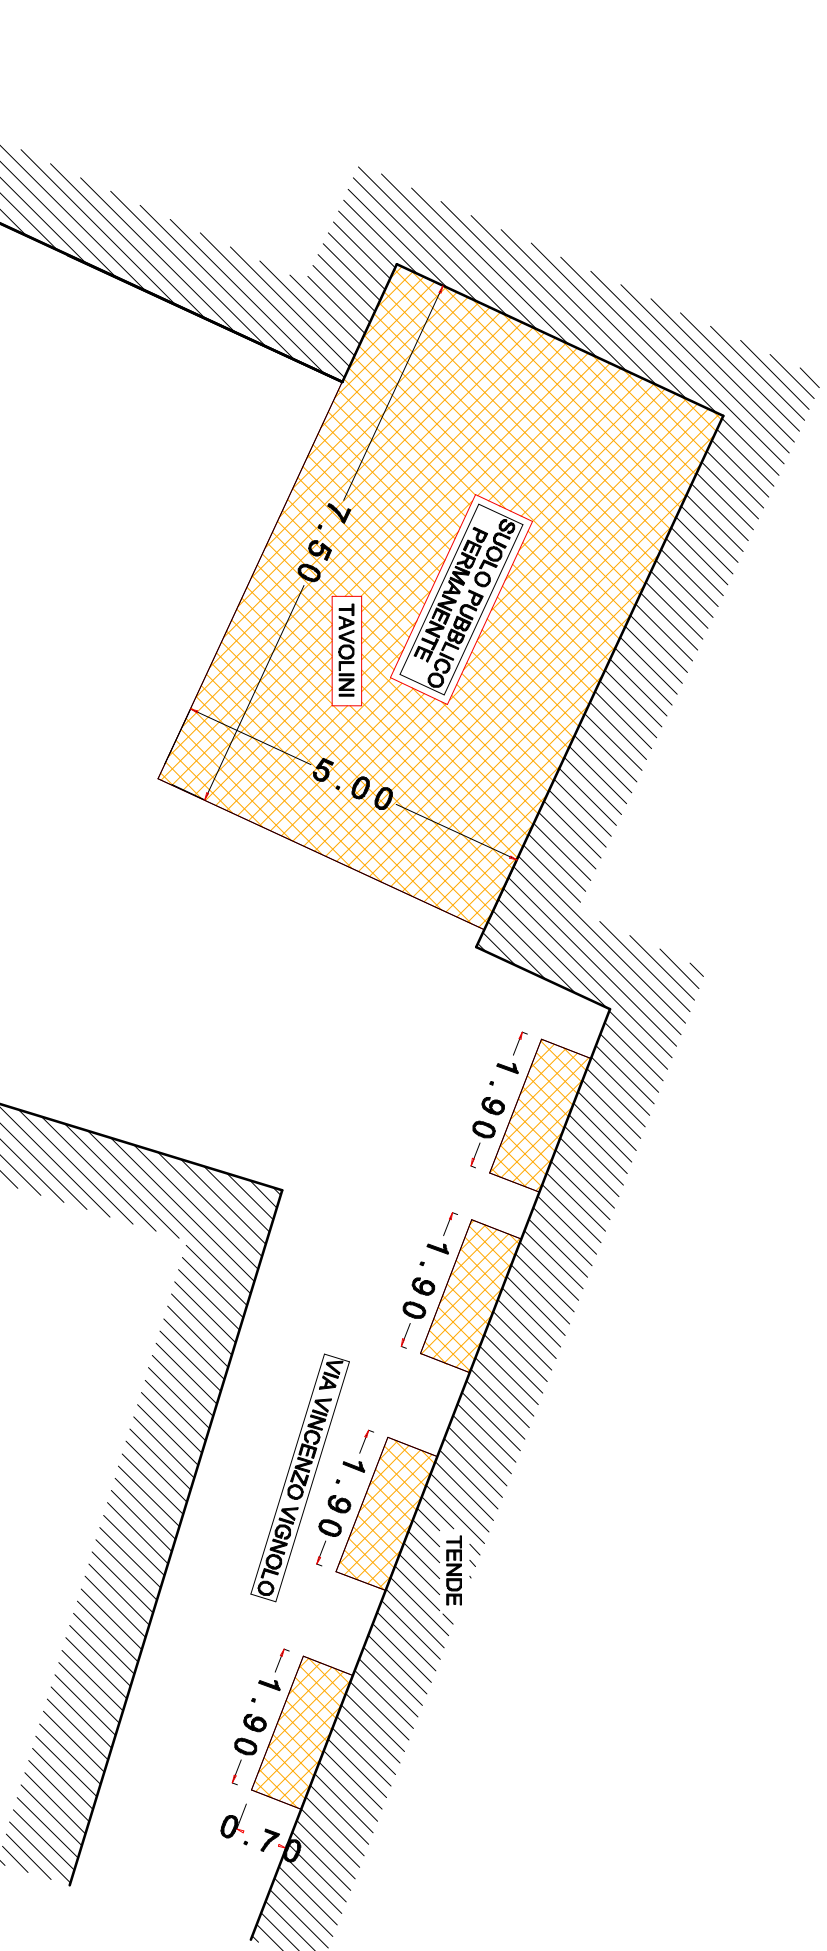 SUOLO PUBBLICO
PERMANENTE
7.50
TAVOLINI
5.00
1.90
1.90
VIA VINCENZO VIGNOLO
1.90
TENDE
1.90
0.70